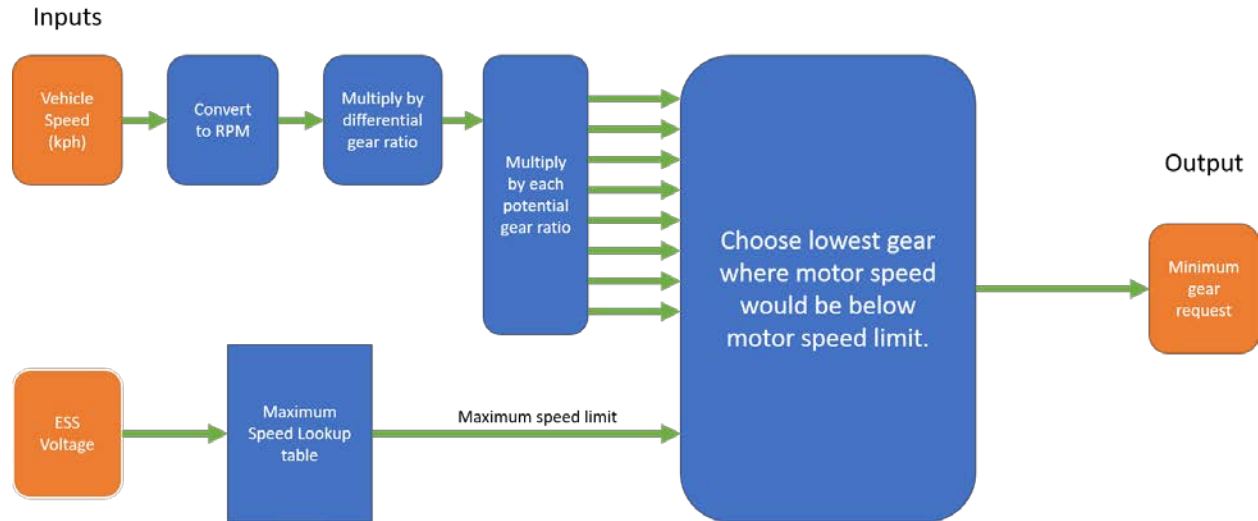 Inputs
Vehicle
Speed
(kph)
Convert
to RPM
Multiply by
differential
gear ratio
Multiply
by each
potential
gear ratio
Choose lowest gear
where motor speed
would be below
motor speed limit.
Output
Minimum
gear
request
ESS
Voltage
Maximum
Speed Lookup
table
Maximum speed limit